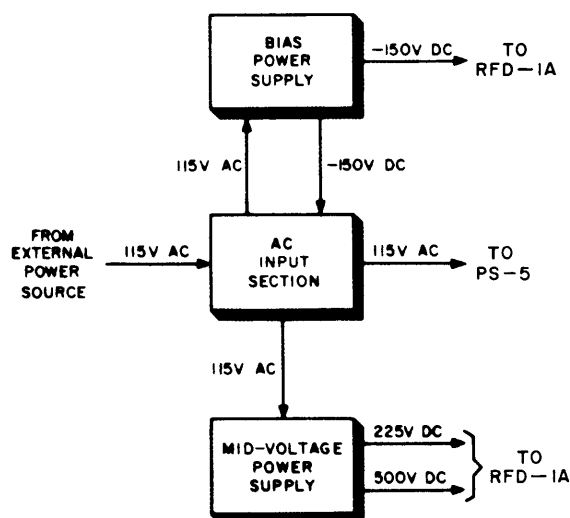 BIAS
POWER
SUPPLY
-150V DC
TO
RFD-1A
115V AC
-150V DC
FROM
EXTERNAL
POWER
SOURCE
115V AC
AC
INPUT
SECTION
115V AC
TO
PS-5
115V AC
MID-VOLTAGE
POWER
SUPPLY
225V DC
500V DC
TO
RFD-1A